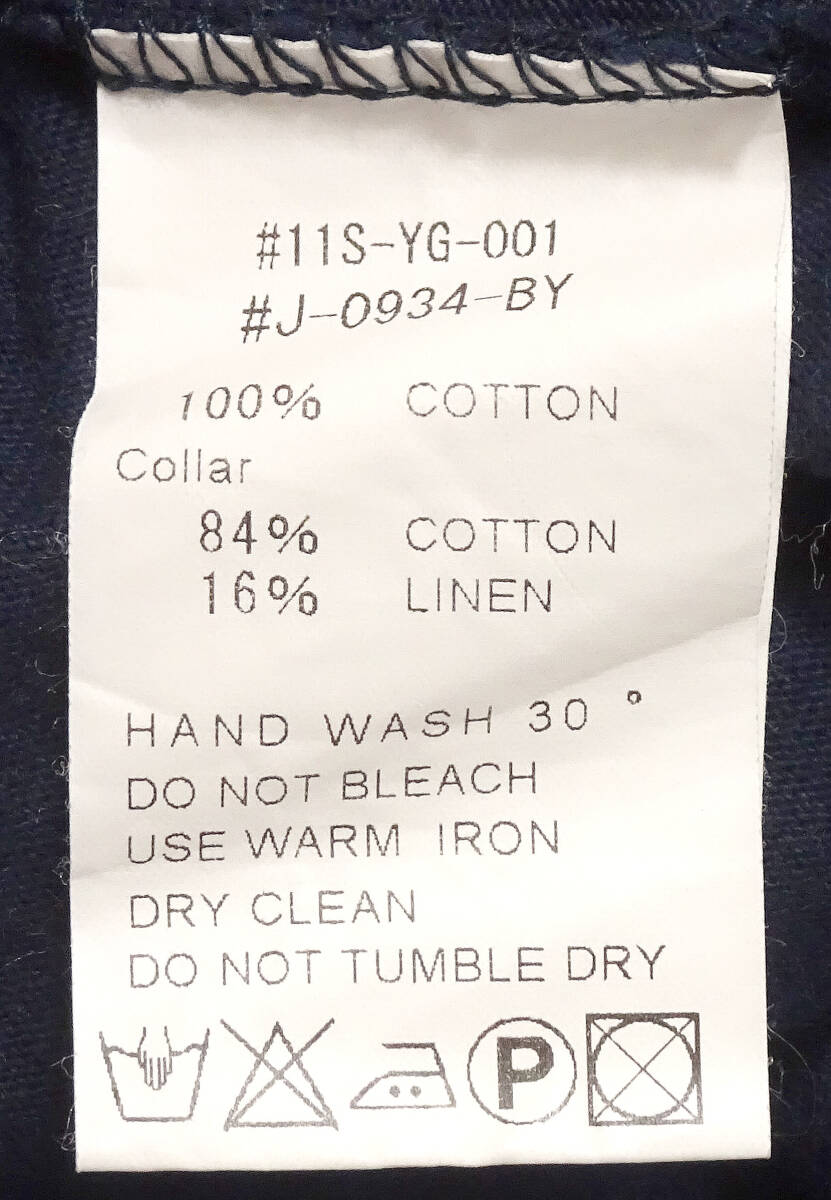 #11S-YG-001
#J-0934-BY
100% COTTON
Collar
84% COTTON
16% LINEN
HAND WASH 30°
DO NOT BLEACH
USE WARM IRON
DRY CLEAN
DO NOT TUMBLE DRY
P